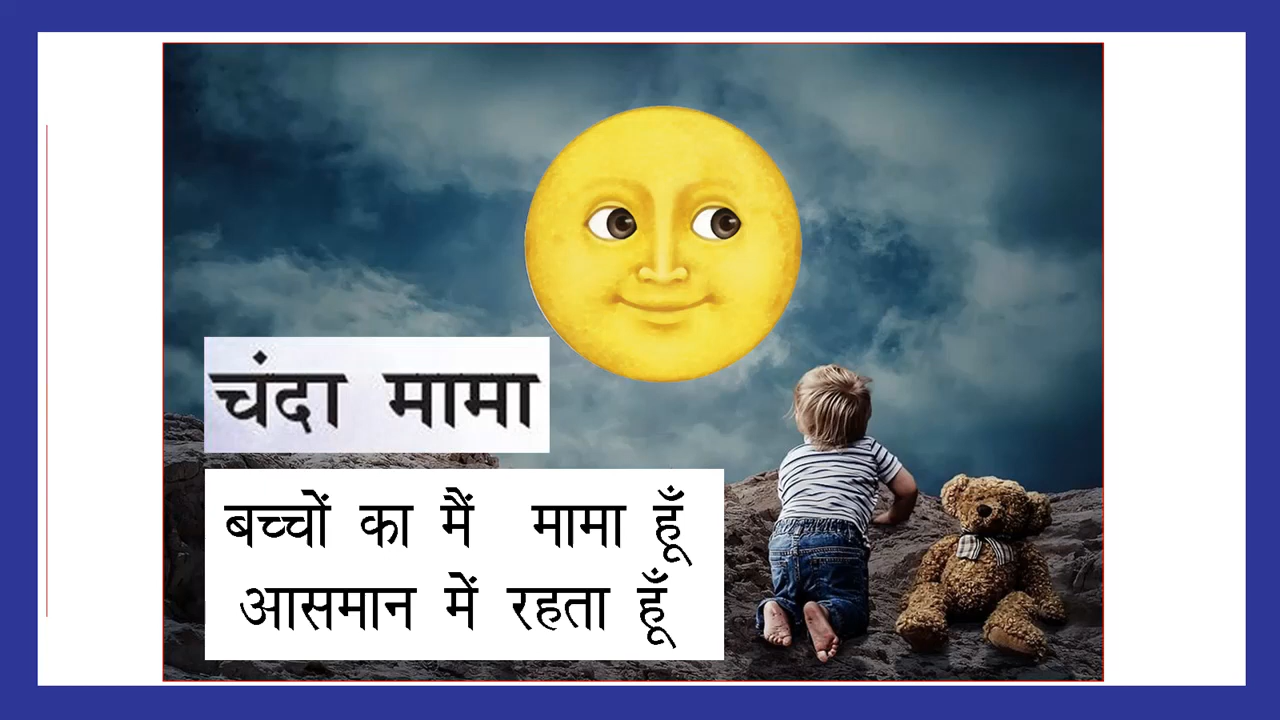 चंदा मामा
बच्चों का मैं मामा हूँ
आसमान में रहता हूँ